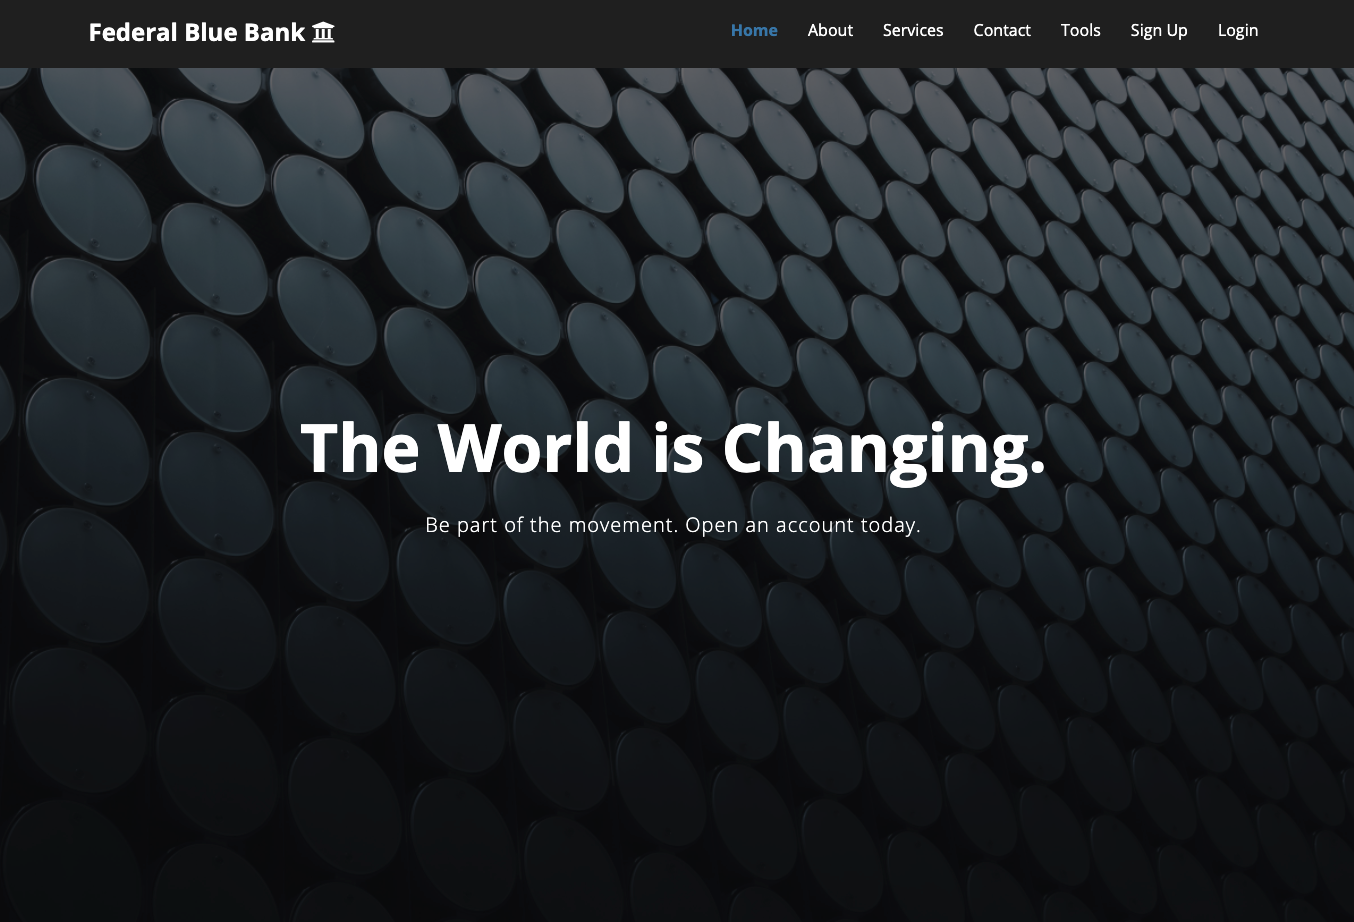 Federal Blue Bank
Home About Services Contact Tools Sign Up Login
The World is Changing.
Be part of the movement. Open an account today.